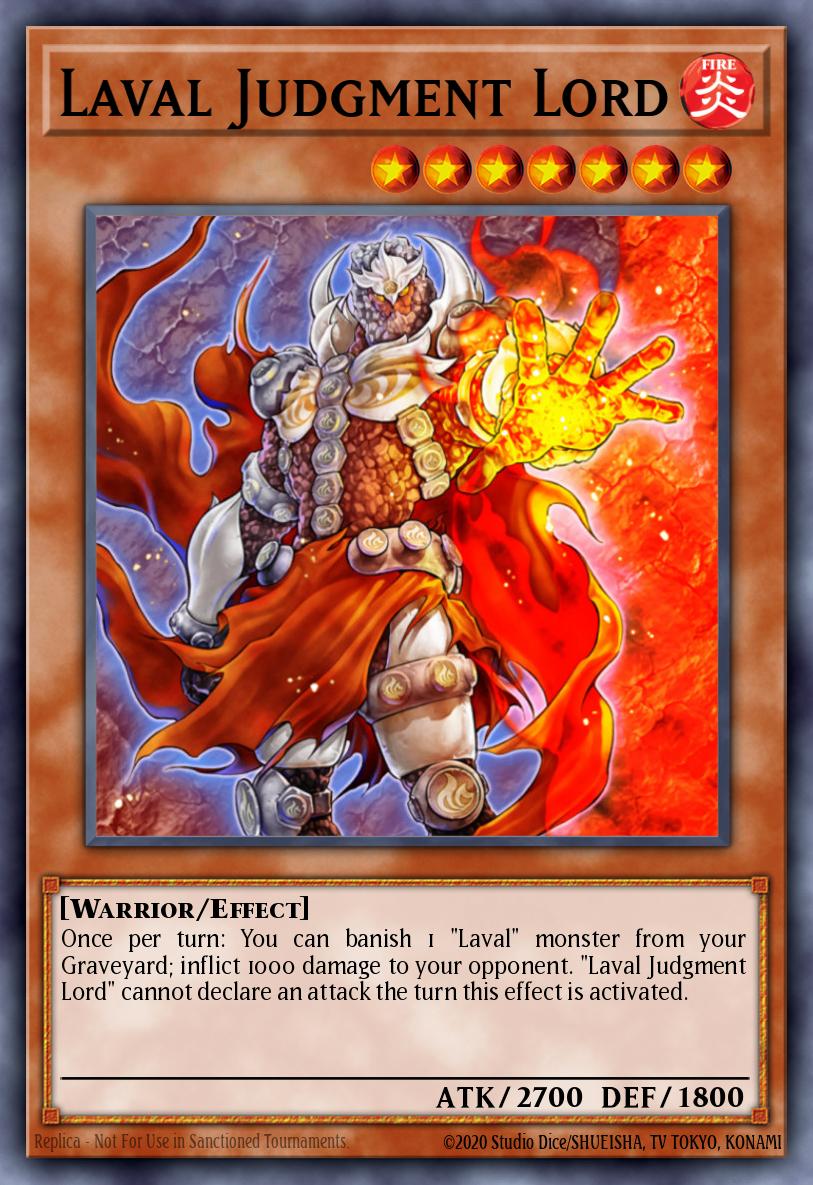 Laval Judgment Lord
FIRE
炎
[Warrior/Effect]
Once per turn: You can banish 1 "Laval" monster from your
Graveyard; inflict 1000 damage to your opponent. "Laval Judgment
Lord" cannot declare an attack the turn this effect is activated.
ATK/2700 DEF/1800
Replica - Not For Use in Sanctioned Tournaments.
©2020 Studio Dice/SHUEISHA, TV TOKYO, KONAMI